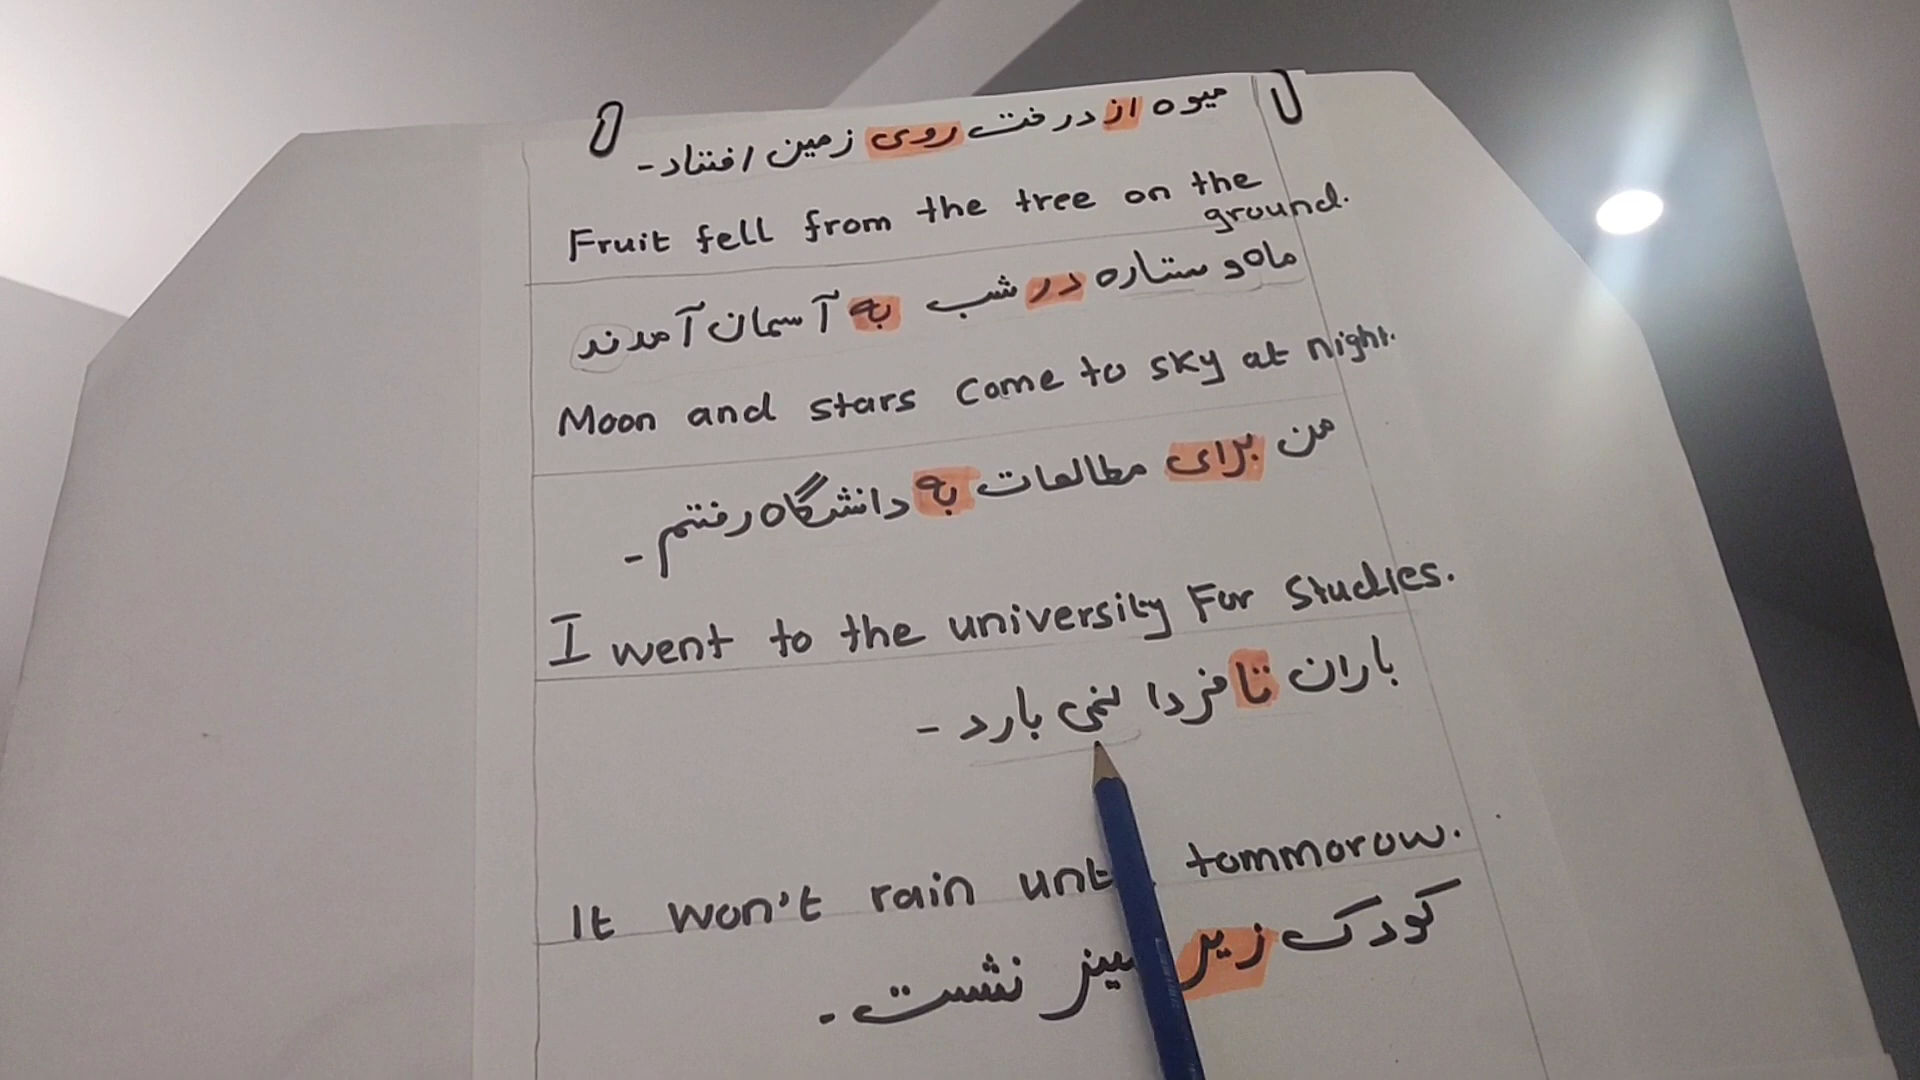 میوه از درخت روی زمین افتاد-
Fruit fell from the tree on the
ground.
ماه و ستاره در شب به آسمان آمدند
Moon and stars come to sky at night.
من برای مطالعات به دانشگاه رفتم-
I went to the university For Studies.
باران تا فردا نمی بارد-
It won't rain tommorow.
کودک زیر نشست.